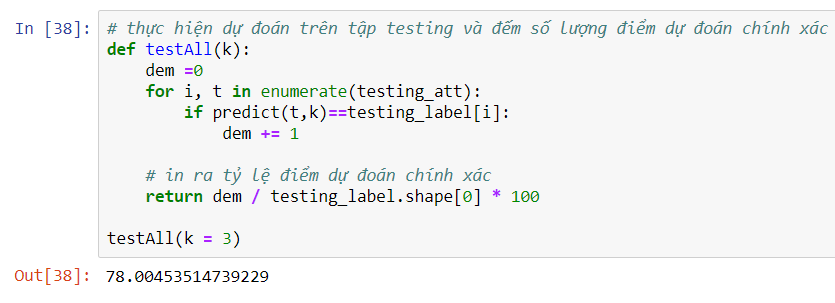 In [38]: # thực hiện dự đoán trên tập testing và đếm số lượng điểm dự đoán chính xác
def testAll(k):
    dem =0
    for i, t in enumerate(testing_att):
        if predict(t,k)==testing_label[i]:
            dem += 1

    # in ra tỷ lệ điểm dự đoán chính xác
    return dem / testing_label.shape[0] * 100

testAll(k = 3)
Out[38]: 78.00453514739229